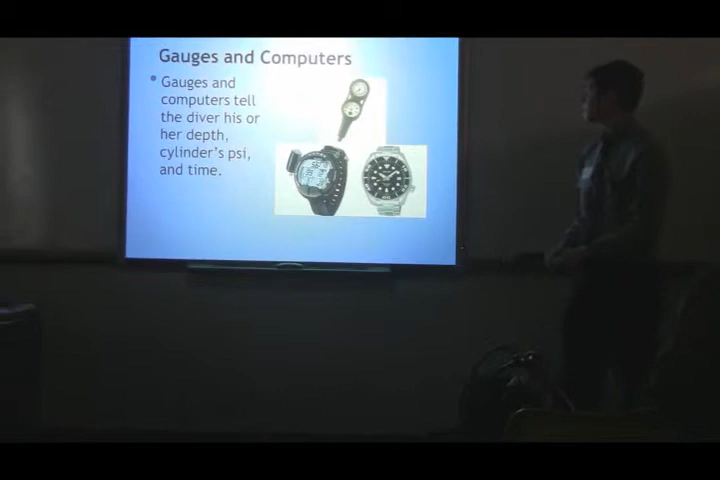 Gauges and Computers
• Gauges and
computers tell
the diver his or
her depth,
cylinder's psi,
and time.